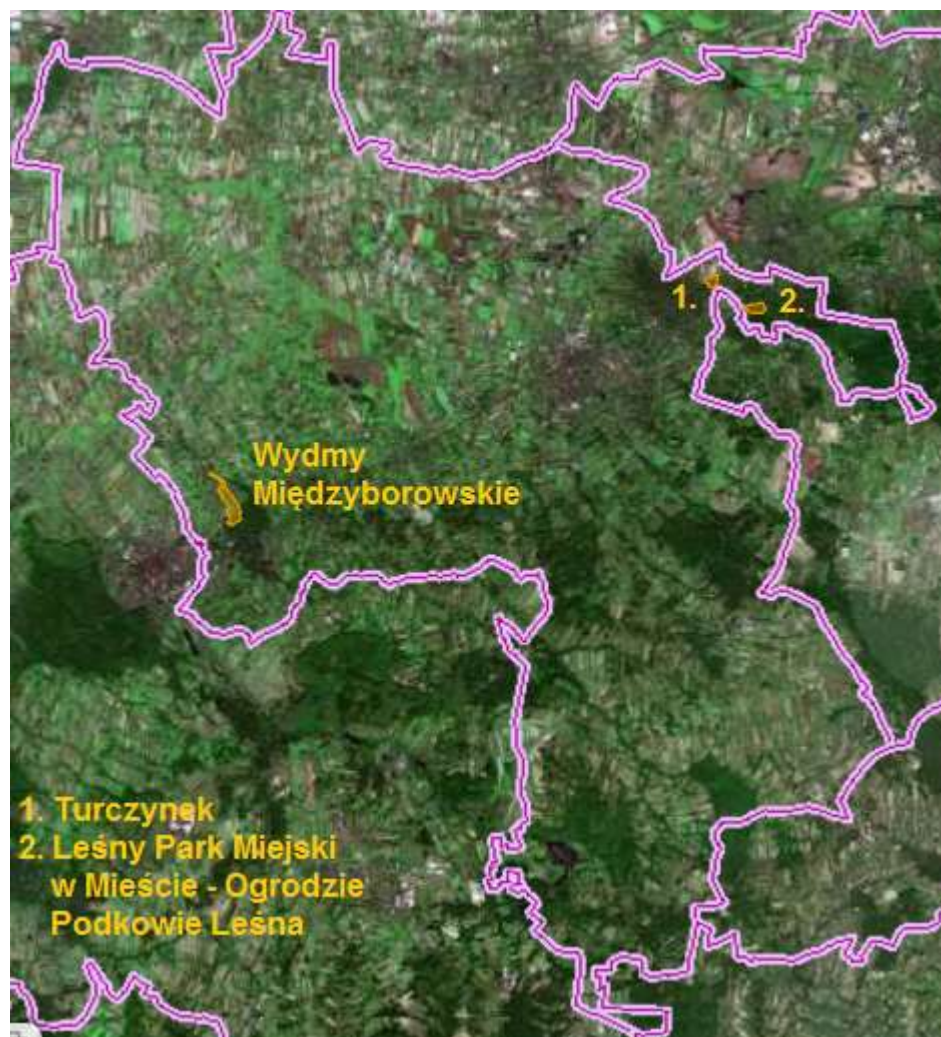 1.
2.
Wydmy
Międzyborowskie
1. Turczynek
2. Leśny Park Miejski
w Mieście - Ogrodzie
Podkowie Leśna